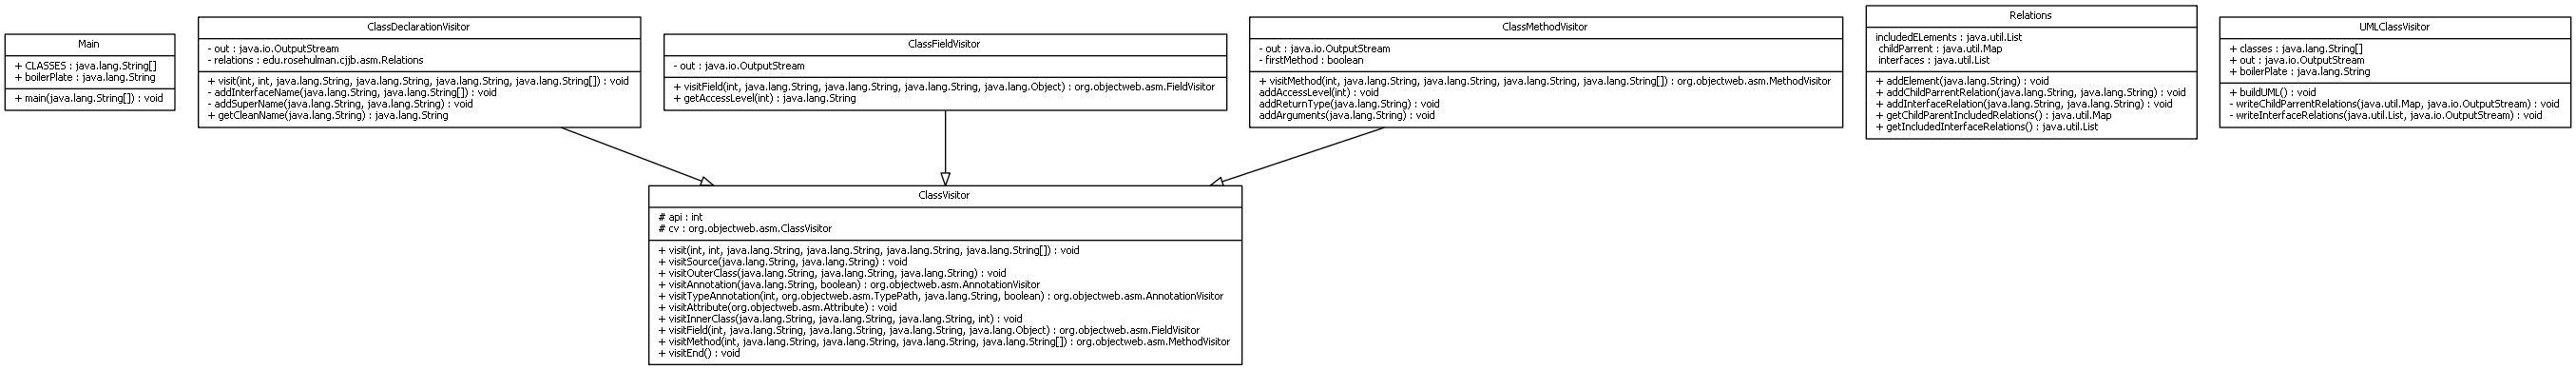 Main
+ CLASSES : java.lang.String[]
+ boilerPlate : java.lang.String
+ main(java.lang.String[]) : void
ClassDeclarationVisitor
- out : java.io.OutputStream
- relations : edu.rosehulman.cjjb.asm.Relations
+ visit(int, int, java.lang.String, java.lang.String, java.lang.String, java.lang.String[]) : void
- addInterfaceName(java.lang.String, java.lang.String[]) : void
- addSuperName(java.lang.String, java.lang.String) : void
+ getCleanName(java.lang.String) : java.lang.String
ClassFieldVisitor
- out : java.io.OutputStream
+ visitField(int, java.lang.String, java.lang.String, java.lang.String, java.lang.Object) : org.objectweb.asm.FieldVisitor
+ getAccessLevel(int) : java.lang.String
ClassMethodVisitor
- out : java.io.OutputStream
- firstMethod : boolean
+ visitMethod(int, java.lang.String, java.lang.String, java.lang.String, java.lang.String[]) : org.objectweb.asm.MethodVisitor
addAccessLevel(int) : void
addReturnType(java.lang.String) : void
addArguments(java.lang.String) : void
Relations
includedELements : java.util.List
childParent : java.util.Map
interfaces : java.util.List
+ addElement(java.lang.String) : void
+ addChildParentRelation(java.lang.String, java.lang.String) : void
+ addInterfaceRelation(java.lang.String, java.lang.String) : void
+ getChildParentIncludedRelations() : java.util.Map
+ getIncludedInterfaceRelations() : java.util.List
UMLClassVisitor
+ classes : java.lang.String[]
+ out : java.io.OutputStream
+ boilerPlate : java.lang.String
+ buildUML() : void
- writeChildParrentRelations(java.util.Map, java.io.OutputStream) : void
- writeInterfaceRelations(java.util.List, java.io.OutputStream) : void
ClassVisitor
# api : int
# cv : org.objectweb.asm.ClassVisitor
+ visit(int, int, java.lang.String, java.lang.String, java.lang.String, java.lang.String[]) : void
+ visitSource(java.lang.String, java.lang.String) : void
+ visitOuterClass(java.lang.String, java.lang.String, java.lang.String) : void
+ visitAnnotation(java.lang.String, boolean) : org.objectweb.asm.AnnotationVisitor
+ visitTypeAnnotation(int, org.objectweb.asm.TypePath, java.lang.String, boolean) : org.objectweb.asm.AnnotationVisitor
+ visitAttribute(org.objectweb.asm.Attribute) : void
+ visitInnerClass(java.lang.String, java.lang.String, java.lang.String, int) : void
+ visitField(int, java.lang.String, java.lang.String, java.lang.String, java.lang.Object) : org.objectweb.asm.FieldVisitor
+ visitMethod(int, java.lang.String, java.lang.String, java.lang.String, java.lang.String[]) : org.objectweb.asm.MethodVisitor
+ visitEnd() : void